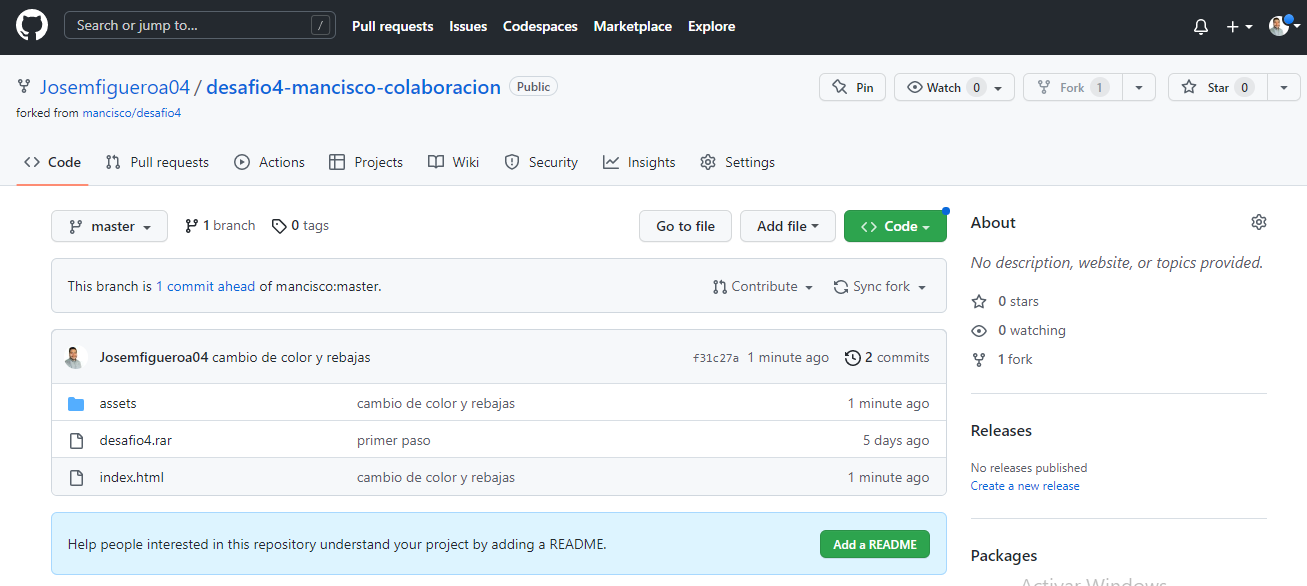 Search or jump to... /
Pull requests Issues Codespaces Marketplace Explore
Josemfigueroa04 / desafio4-mancisco-colaboracion Public
forked from mancisco/desafio4
Pin Watch 0 Fork 1 Star 0
Code Pull requests Actions Projects Wiki Security Insights Settings
master 1 branch 0 tags Go to file Add file Code
This branch is 1 commit ahead of mancisco:master. Contribute Sync fork
Josemfigueroa04 cambio de color y rebajas f31c27a 1 minute ago 2 commits
assets cambio de color y rebajas 1 minute ago
desafio4.rar primer paso 5 days ago
index.html cambio de color y rebajas 1 minute ago
Help people interested in this repository understand your project by adding a README. Add a README
About
No description, website, or topics provided.
0 stars
0 watching
1 fork
Releases
No releases published
Create a new release
Packages
Activar Windows